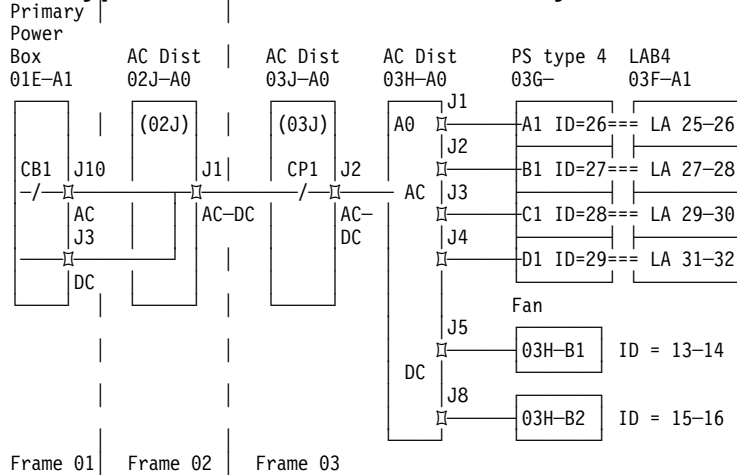 Primary
Power
Box AC Dist AC Dist AC Dist PS type 4 LAB4
01E–A1 02J–A0 03J–A0 03H–A0 03G– 03F–A1
J1
(02J) (03J) A0 A1 ID=26=== LA 25–26
J2
CB1 J10 J1 CP1 J2 B1 ID=27=== LA 27–28
AC J3
AC AC–DC AC– C1 ID=28=== LA 29–30
J3 DC J4
D1 ID=29=== LA 31–32
DC
Fan
J5
03H–B1 ID = 13–14
DC
J8
03H–B2 ID = 15–16
Frame 01 Frame 02 Frame 03